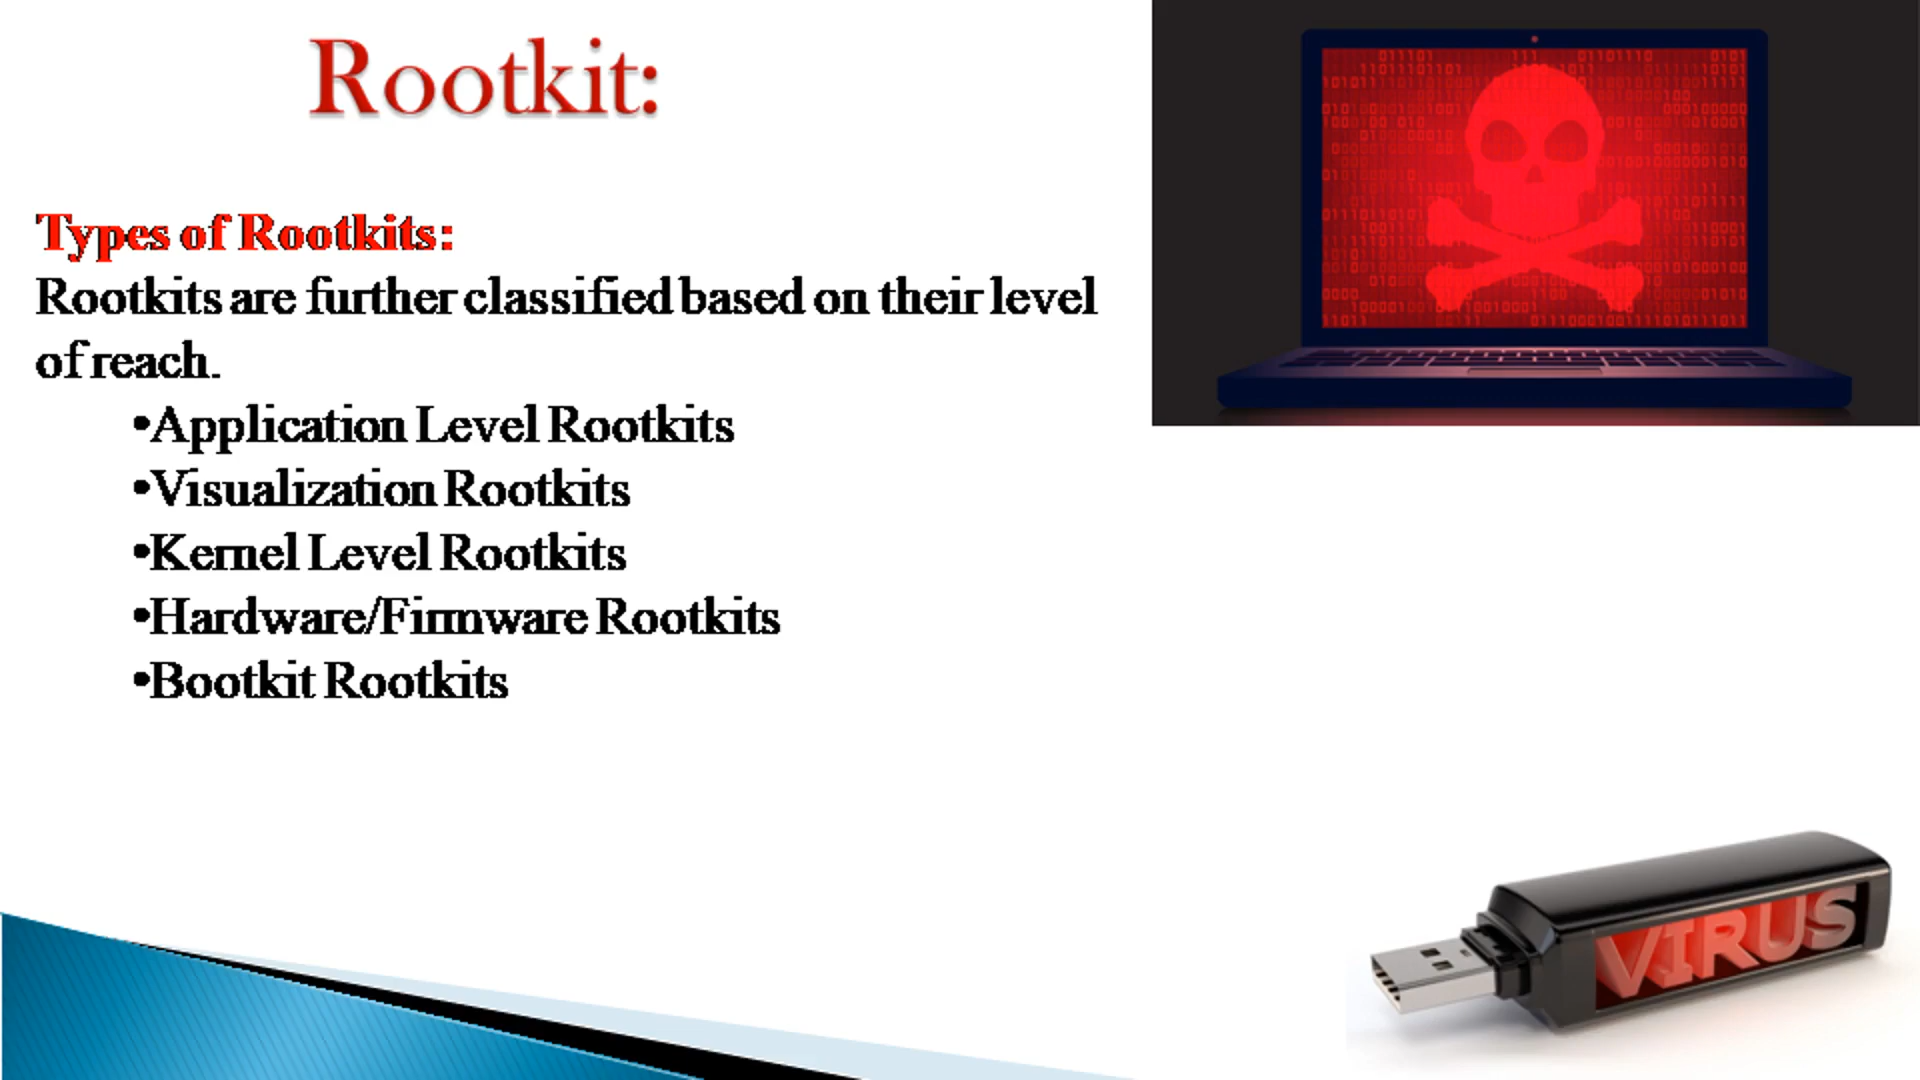 Rootkit:
Types of Rootkits:
Rootkits are further classified based on their level
of reach.
•Application Level Rootkits
•Visualization Rootkits
•Kernel Level Rootkits
•Hardware/Firmware Rootkits
•Bootkit Rootkits
VIRUS